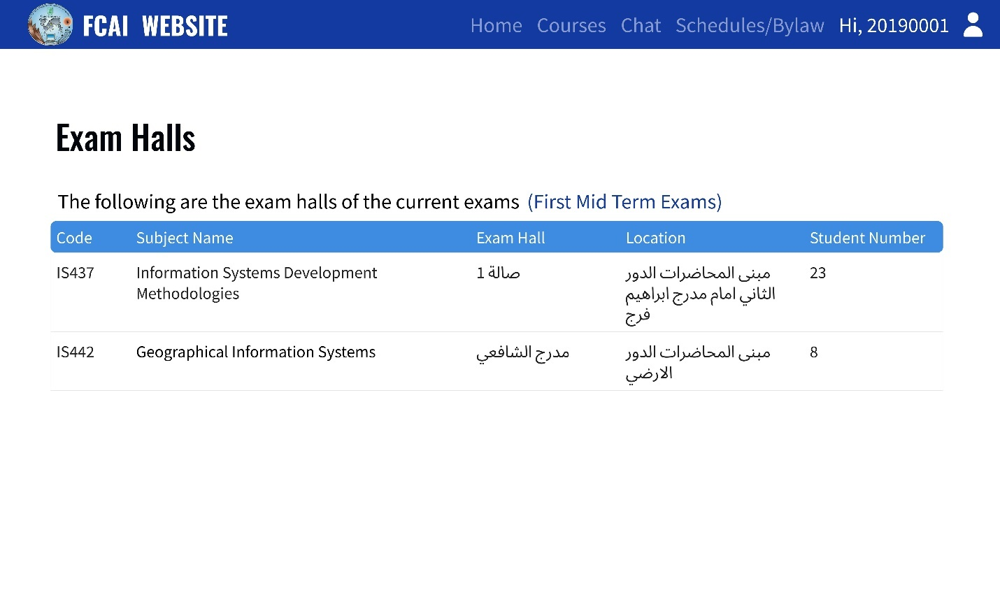 FCAI WEBSITE
Home Courses Chat Schedules/Bylaw Hi, 20190001
Exam Halls
The following are the exam halls of the current exams (First Mid Term Exams)
Code Subject Name Exam Hall Location Student Number
IS437 Information Systems Development صالة 1 مبنى المحاضرات الدور 23
Methodologies الثاني امام مدرج ابراهيم
فرج
IS442 Geographical Information Systems مدرج الشافعي مبنى المحاضرات الدور 8
الارضي